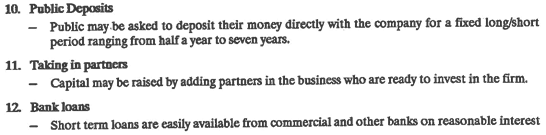 10. Public Deposits
– Public may be asked to deposit their money directly with the company for a fixed long/short
period ranging from half a year to seven years.
11. Taking in partners
– Capital may be raised by adding partners in the business who are ready to invest in the firm.
12. Bank loans
– Short term loans are easily available from commercial and other banks on reasonable interest